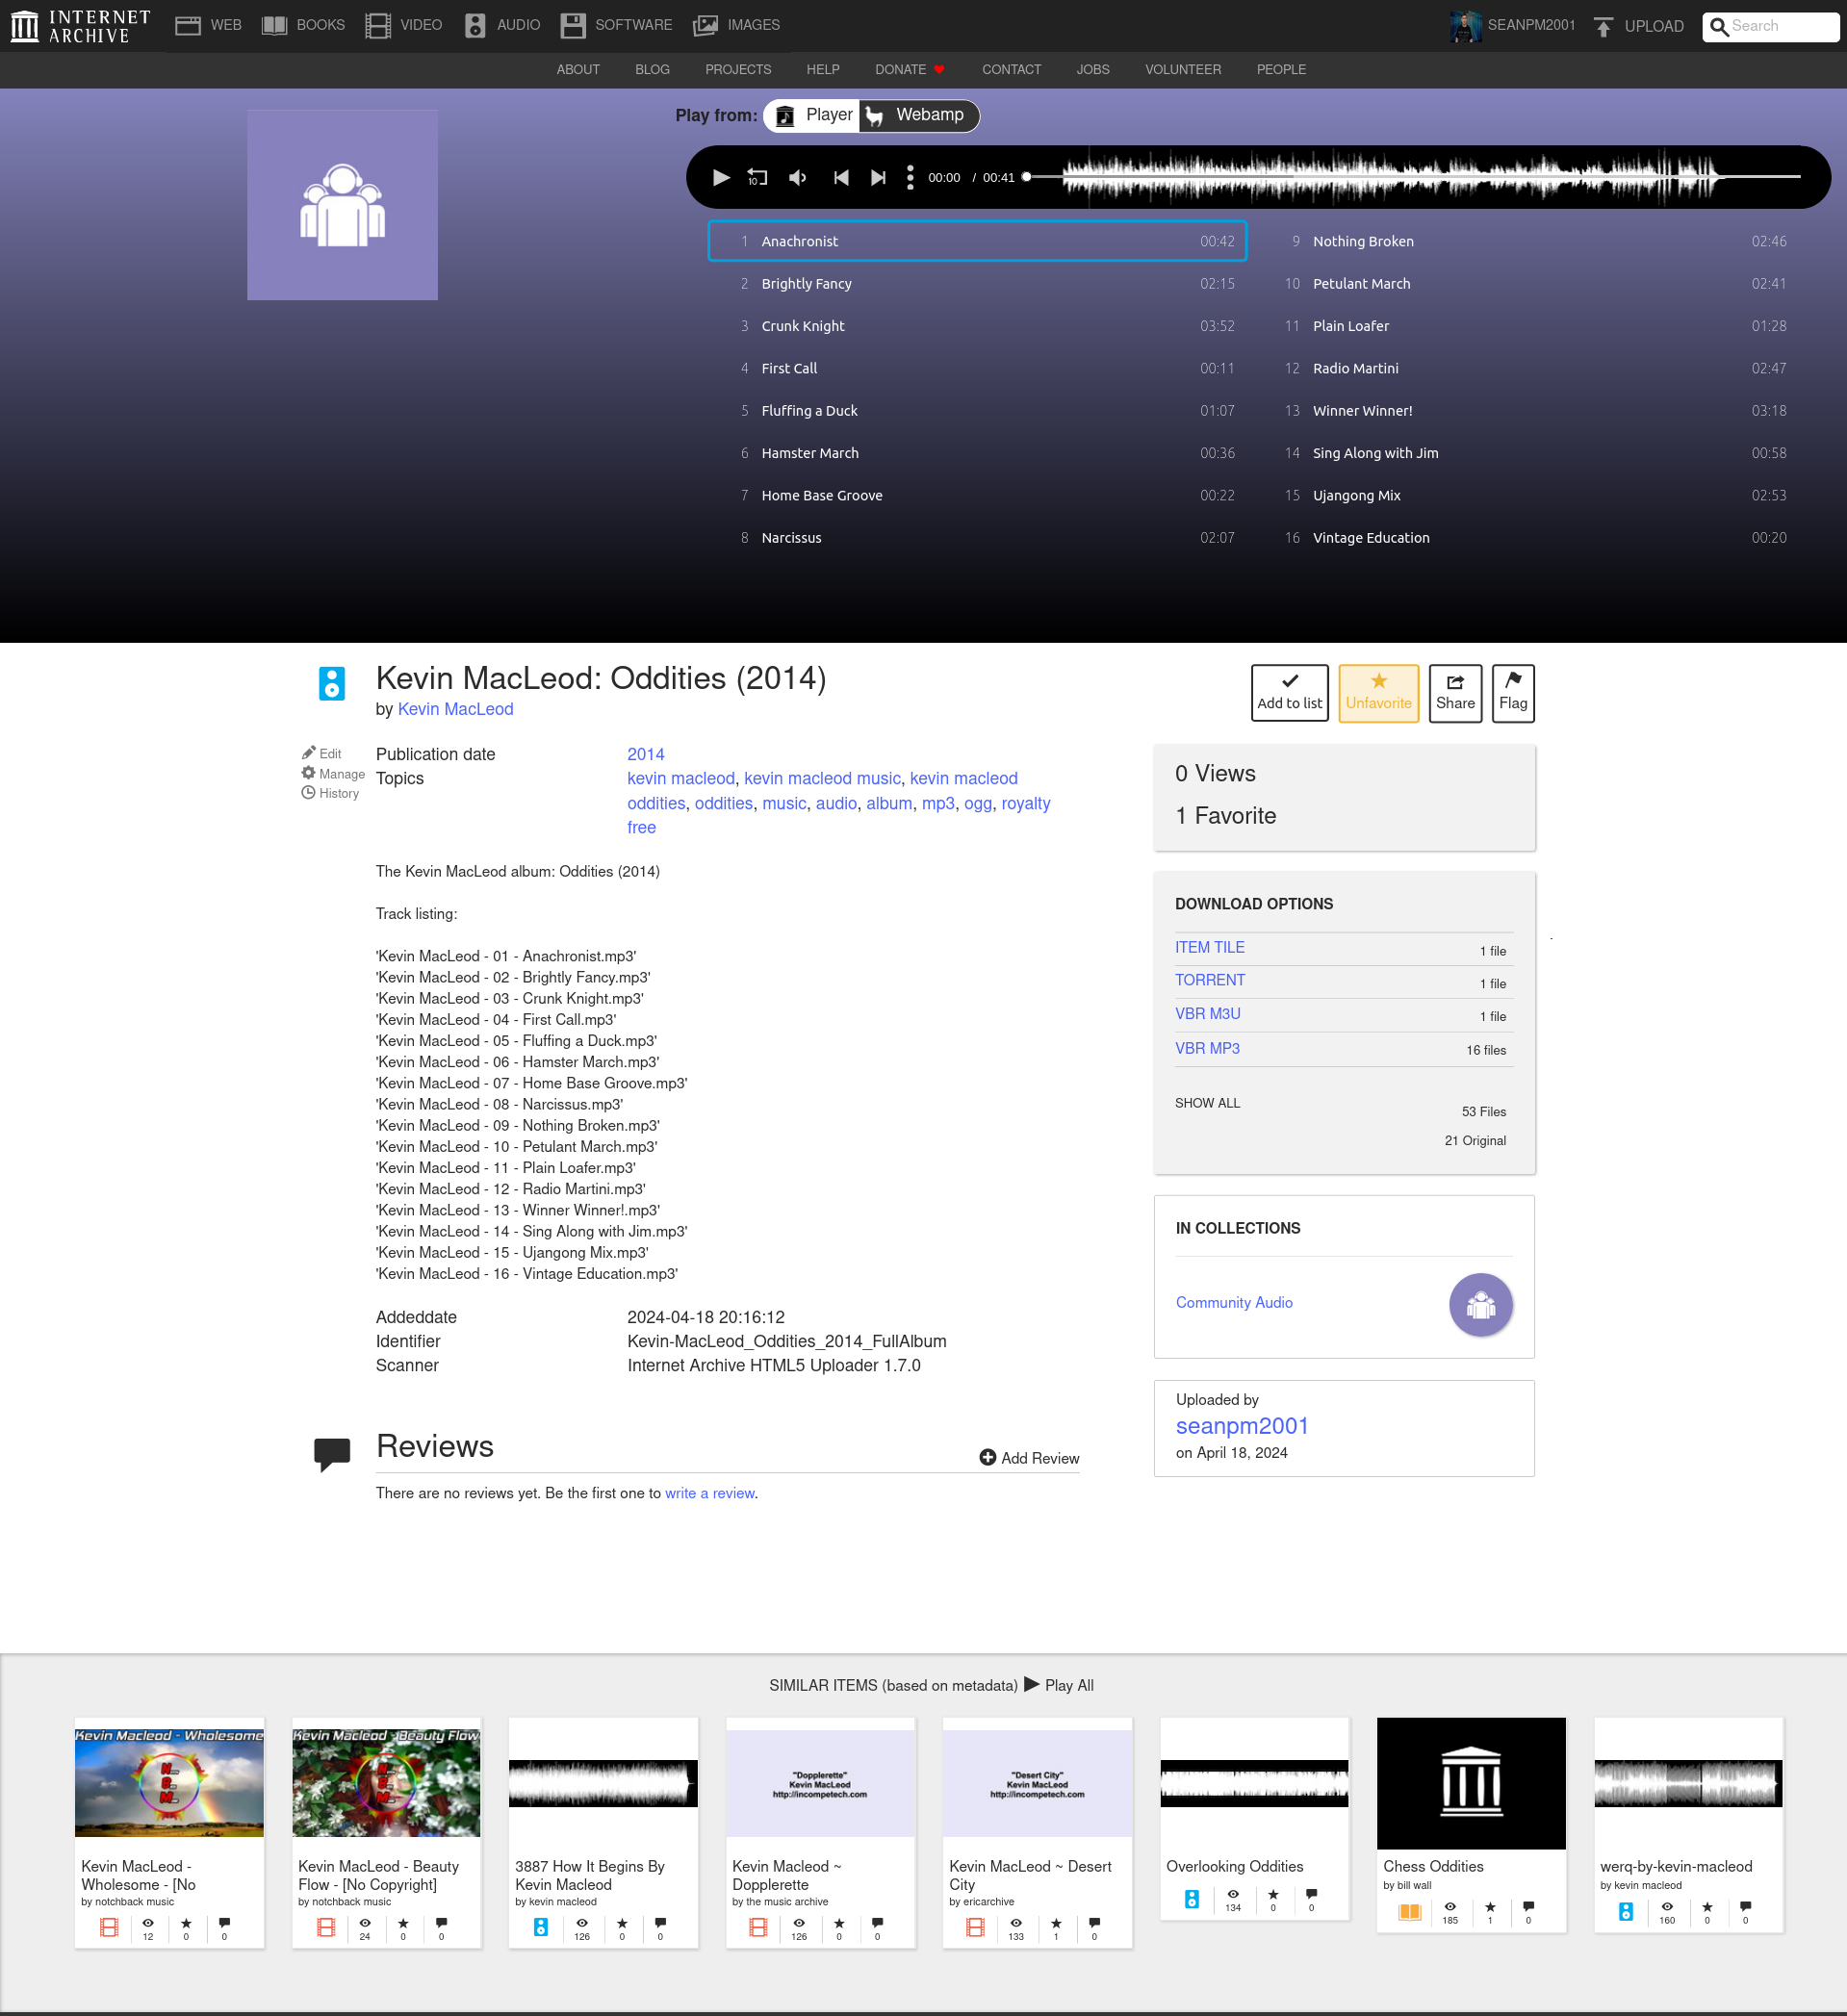 INTERNET ARCHIVE
WEB BOOKS VIDEO AUDIO SOFTWARE IMAGES
SEANPM2001 UPLOAD Search
ABOUT BLOG PROJECTS HELP DONATE CONTACT JOBS VOLUNTEER PEOPLE
Play from: Player Webamp
10 00:00 / 00:41
1 Anachronist 00:42
2 Brightly Fancy 02:15
3 Crunk Knight 03:52
4 First Call 00:11
5 Fluffing a Duck 01:07
6 Hamster March 00:36
7 Home Base Groove 00:22
8 Narcissus 02:07
9 Nothing Broken 02:46
10 Petulant March 02:41
11 Plain Loafer 01:28
12 Radio Martini 02:47
13 Winner Winner! 03:18
14 Sing Along with Jim 00:58
15 Ujangong Mix 02:53
16 Vintage Education 00:20
Kevin MacLeod: Oddities (2014)
by Kevin MacLeod
Add to list Unfavorite Share Flag
Edit
Manage
History
Publication date 2014
Topics kevin macleod, kevin macleod music, kevin macleod
oddities, oddities, music, audio, album, mp3, ogg, royalty
free
The Kevin MacLeod album: Oddities (2014)
Track listing:
'Kevin MacLeod - 01 - Anachronist.mp3'
'Kevin MacLeod - 02 - Brightly Fancy.mp3'
'Kevin MacLeod - 03 - Crunk Knight.mp3'
'Kevin MacLeod - 04 - First Call.mp3'
'Kevin MacLeod - 05 - Fluffing a Duck.mp3'
'Kevin MacLeod - 06 - Hamster March.mp3'
'Kevin MacLeod - 07 - Home Base Groove.mp3'
'Kevin MacLeod - 08 - Narcissus.mp3'
'Kevin MacLeod - 09 - Nothing Broken.mp3'
'Kevin MacLeod - 10 - Petulant March.mp3'
'Kevin MacLeod - 11 - Plain Loafer.mp3'
'Kevin MacLeod - 12 - Radio Martini.mp3'
'Kevin MacLeod - 13 - Winner Winner!.mp3'
'Kevin MacLeod - 14 - Sing Along with Jim.mp3'
'Kevin MacLeod - 15 - Ujangong Mix.mp3'
'Kevin MacLeod - 16 - Vintage Education.mp3'
Addeddate 2024-04-18 20:16:12
Identifier Kevin-MacLeod_Oddities_2014_FullAlbum
Scanner Internet Archive HTML5 Uploader 1.7.0
Reviews
Add Review
There are no reviews yet. Be the first one to write a review.
0 Views
1 Favorite
DOWNLOAD OPTIONS
ITEM TILE 1 file
TORRENT 1 file
VBR M3U 1 file
VBR MP3 16 files
SHOW ALL 53 Files
21 Original
IN COLLECTIONS
Community Audio
Uploaded by
seanpm2001
on April 18, 2024
SIMILAR ITEMS (based on metadata) Play All
Kevin Macleod - Wholesome
Kevin MacLeod -
Wholesome - [No
by notchback music
12 0 0
Kevin Macleod - Beauty Flow
Kevin MacLeod - Beauty
Flow - [No Copyright]
by notchback music
24 0 0
3887 How It Begins By
Kevin Macleod
by kevin macleod
126 0 0
"Dopplerette"
Kevin MacLeod
http://incompetech.com
Kevin Macleod ~
Dopplerette
by the music archive
126 0 0
"Desert City"
Kevin MacLeod
http://incompetech.com
Kevin MacLeod ~ Desert
City
by ericarchive
133 1 0
Overlooking Oddities
134 0 0
Chess Oddities
by bill wall
185 1 0
werq-by-kevin-macleod
by kevin macleod
160 0 0